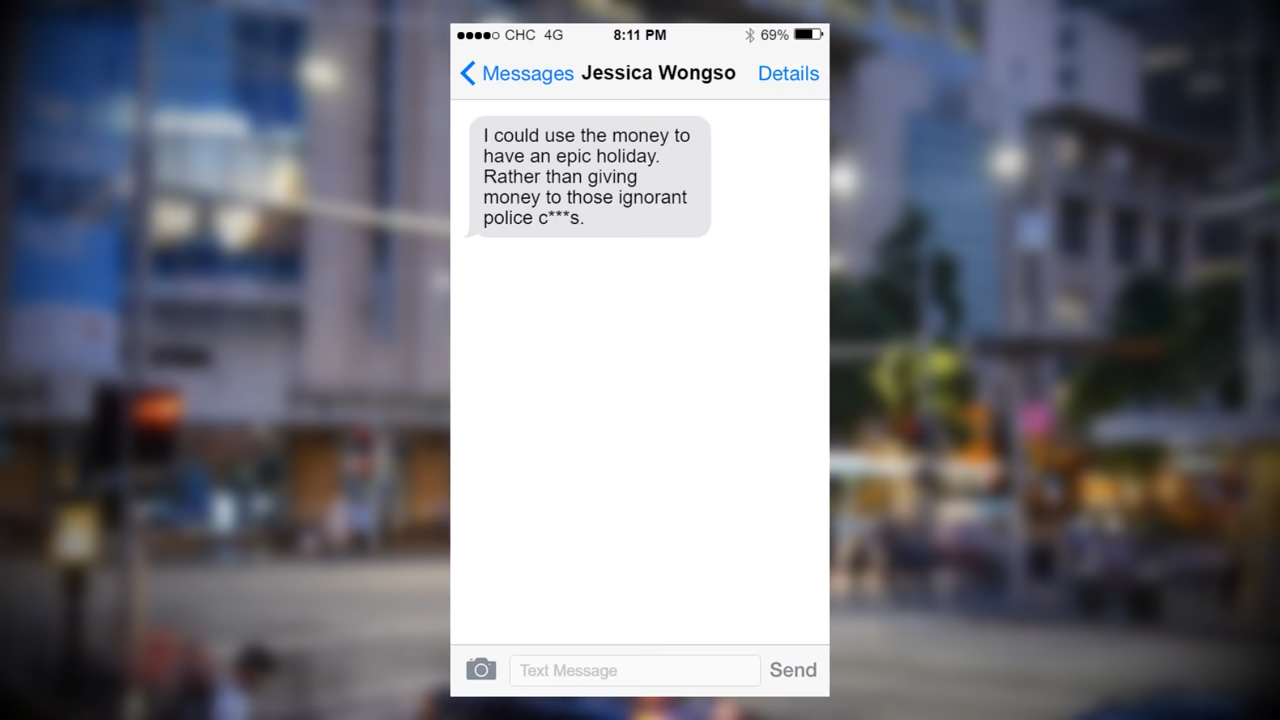 CHC 4G 8:11 PM 69%
Messages Jessica Wongso Details
I could use the money to
have an epic holiday.
Rather than giving
money to those ignorant
police c***s.
Text Message Send